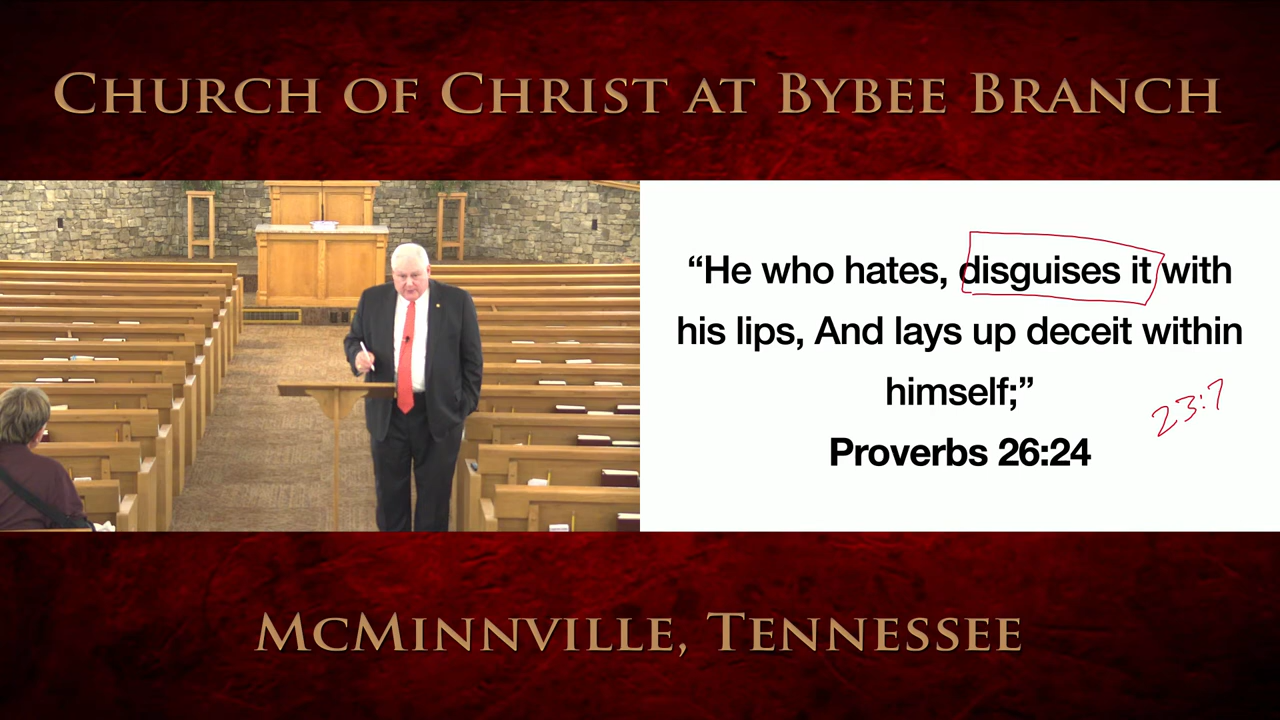 CHURCH OF CHRIST AT BYBEE BRANCH
“He who hates, disguises it with
his lips, And lays up deceit within
himself;”
23:7
Proverbs 26:24
MCMINNVILLE, TENNESSEE